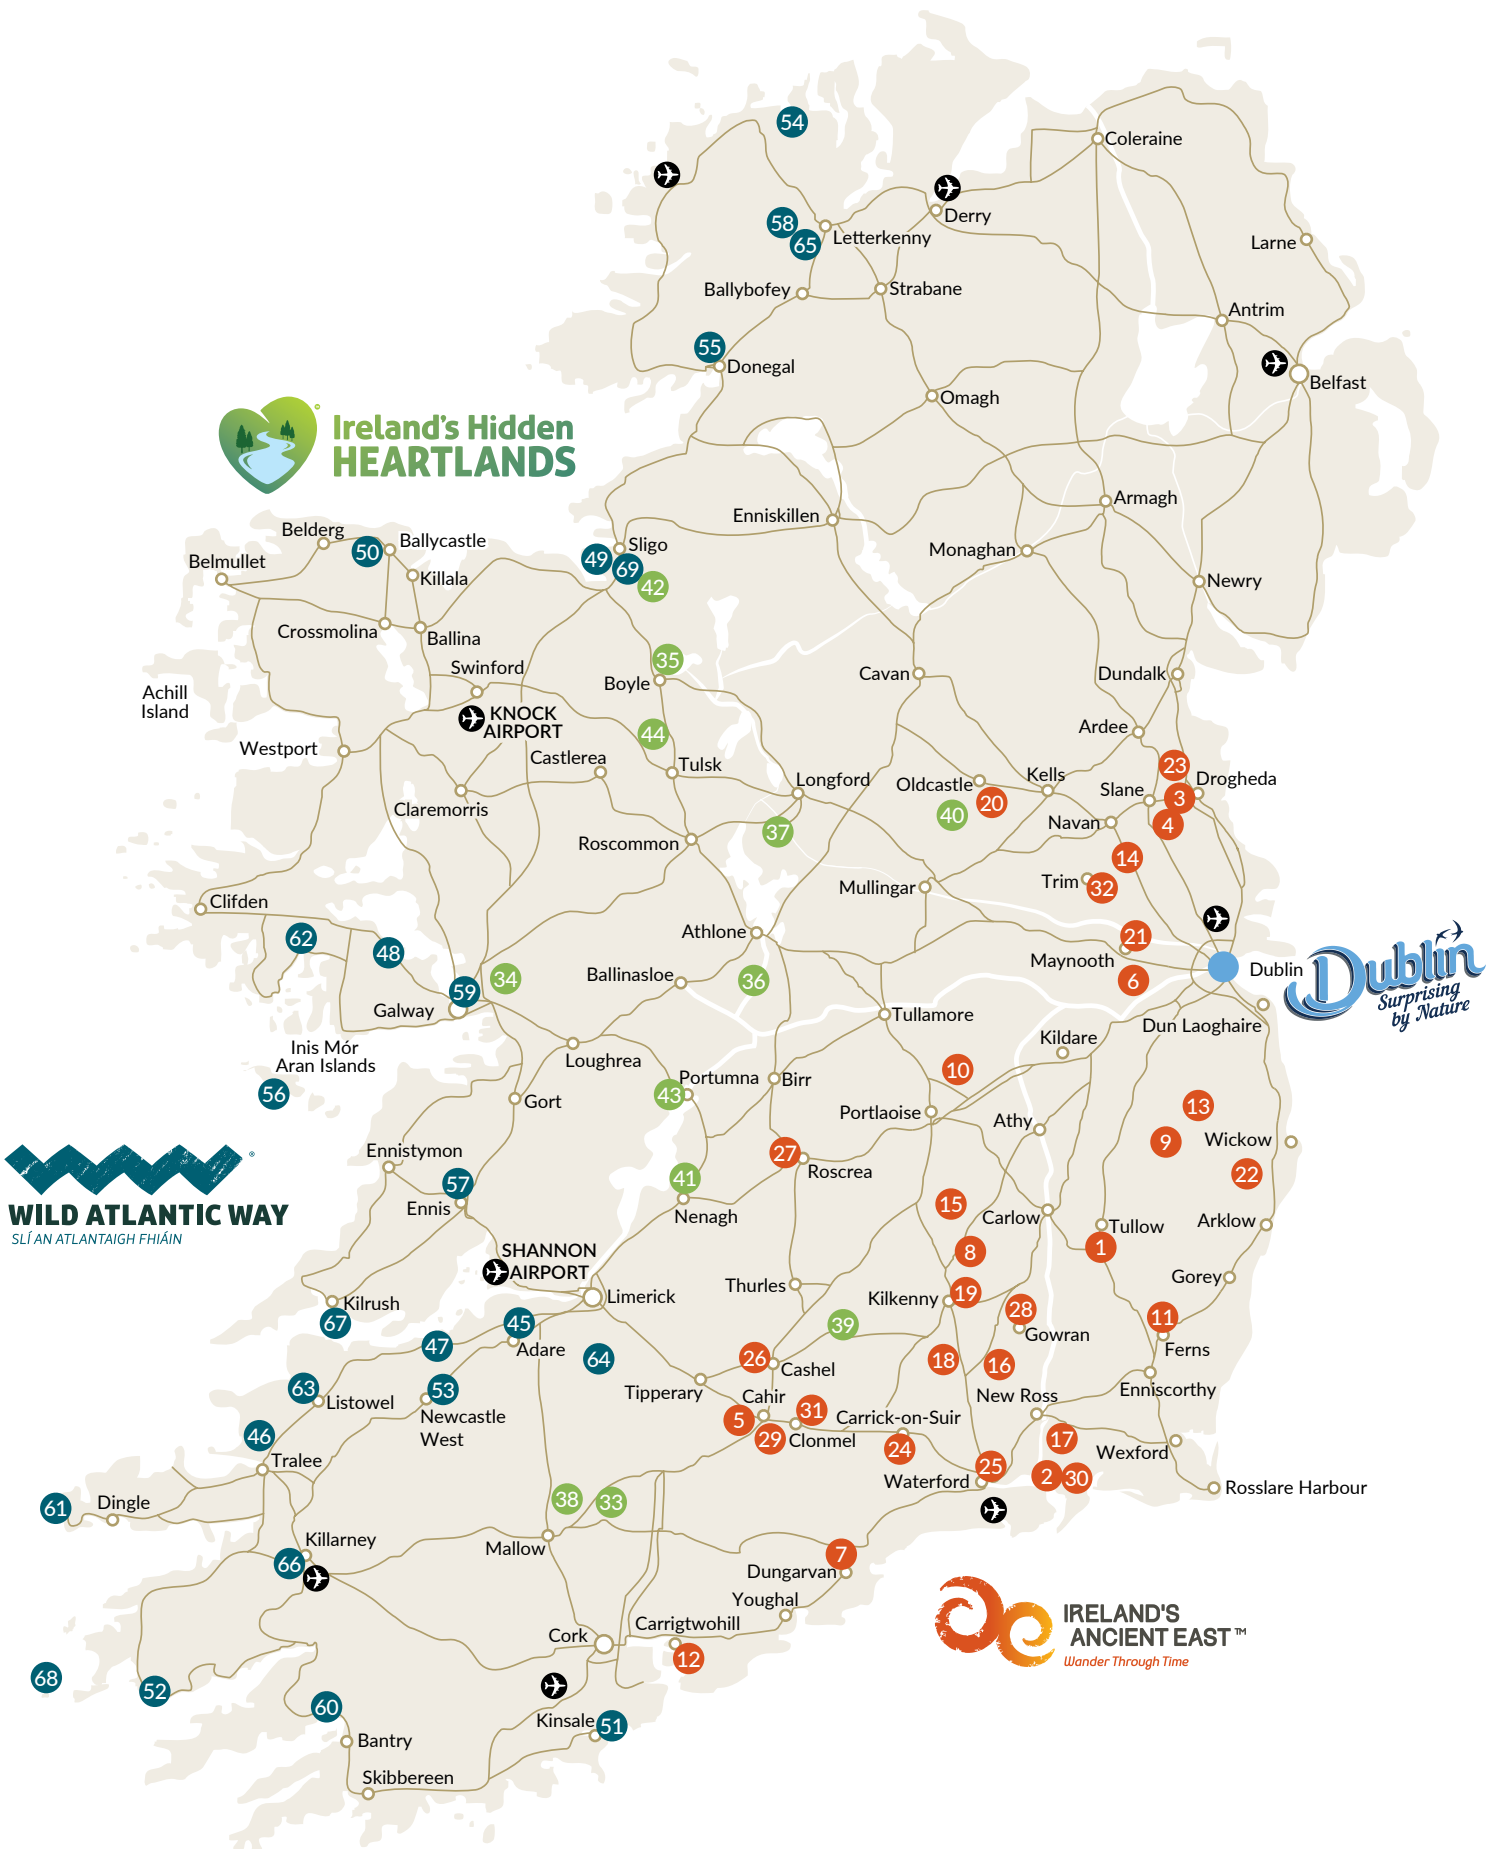 54
Coleraine
Derry
58
Letterkenny
65
Larne
Ballybofey
Strabane
Antrim
55
Donegal
Belfast
Omagh
Ireland's Hidden
HEARTLANDS
Armagh
Enniskillen
Belderg
50
Ballycastle
Sligo
49
69
42
Monaghan
Belmullet
Killala
Newry
Crossmolina
Ballina
Swinford
35
Boyle
Cavan
Dundalk
Achill
Island
KNOCK
AIRPORT
44
Ardee
Westport
Castlerea
Tulsk
23
Longford
Oldcastle
Kells
Drogheda
Slane
3
20
40
Claremorris
Navan
4
37
Roscommon
14
Trim
32
Mullingar
Clifden
62
48
Athlone
21
Maynooth
Dublin
Dublin
Surprising
by Nature
59
34
Ballinasloe
36
6
Galway
Tullamore
Dun Laoghaire
Inis Mór
Aran Islands
Kildare
Loughrea
56
10
Portumna
43
Birr
Gort
13
Portlaoise
Athy
9
Wickow
WILD ATLANTIC WAY
SLÍ AN ATLANTAIGH FHIÁIN
Ennistymon
27
Roscrea
22
57
41
Ennis
15
Nenagh
Carlow
Tullow
Arklow
SHANNON
AIRPORT
8
1
Gorey
Thurles
Kilkenny
19
Limerick
Kilrush
67
28
Gowran
11
45
39
47
Adare
Ferns
64
26
Cashel
18
16
63
Listowel
53
Newcastle
West
Tipperary
New Ross
Enniscorthy
Cahir
5
31
29
Clonmel
Carrick-on-Suir
24
46
Tralee
17
Wexford
Waterford
25
2
30
Rosslare Harbour
61
Dingle
38
33
Killarney
66
Mallow
7
Dungarvan
Youghal
Carrigtwohill
Cork
12
IRELAND'S
ANCIENT EAST™
Wander Through Time
68
52
60
Kinsale
51
Bantry
Skibbereen